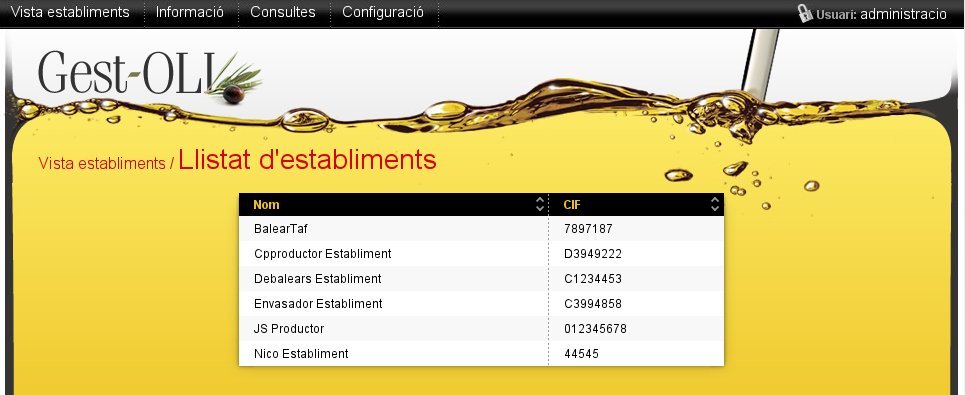 Vista establiments Informació Consultes Configuració Usuari: administracio
Gest-OLI
Vista establiments / Llistat d'establiments
Nom CIF
BalearTaf 7897187
Cpproductor Establiment D3949222
Debalears Establiment C1234453
Envasador Establiment C3994858
JS Productor 012345678
Nico Establiment 44545